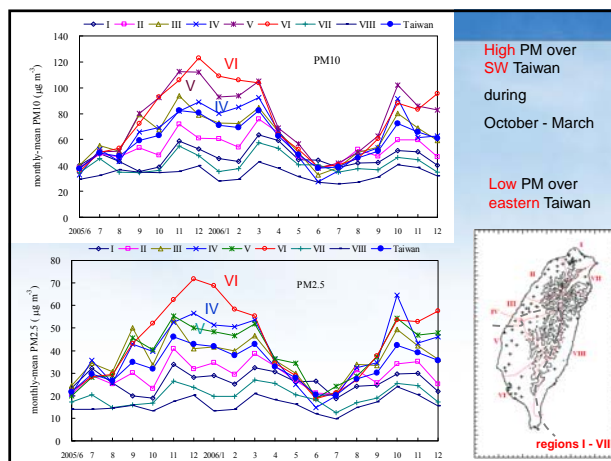 I II III IV V VI VII VIII Taiwan
PM10
monthly-mean PM10 ( μg m-3)
140
120
100
80
60
40
20
0
VI
V
IV
2005/6 7 8 9 10 11 12 2006/1 2 3 4 5 6 7 8 9 10 11 12
I II III IV V VI VII VIII Taiwan
PM2.5
monthly-mean PM2.5 ( μg m-3)
80
70
60
50
40
30
20
10
0
VI
IV
V
2005/6 7 8 9 10 11 12 2006/1 2 3 4 5 6 7 8 9 10 11 12
High PM over
SW Taiwan
during
October - March
Low PM over
eastern Taiwan
I
II
VII
III
IV
V
VIII
VI
regions I - VII